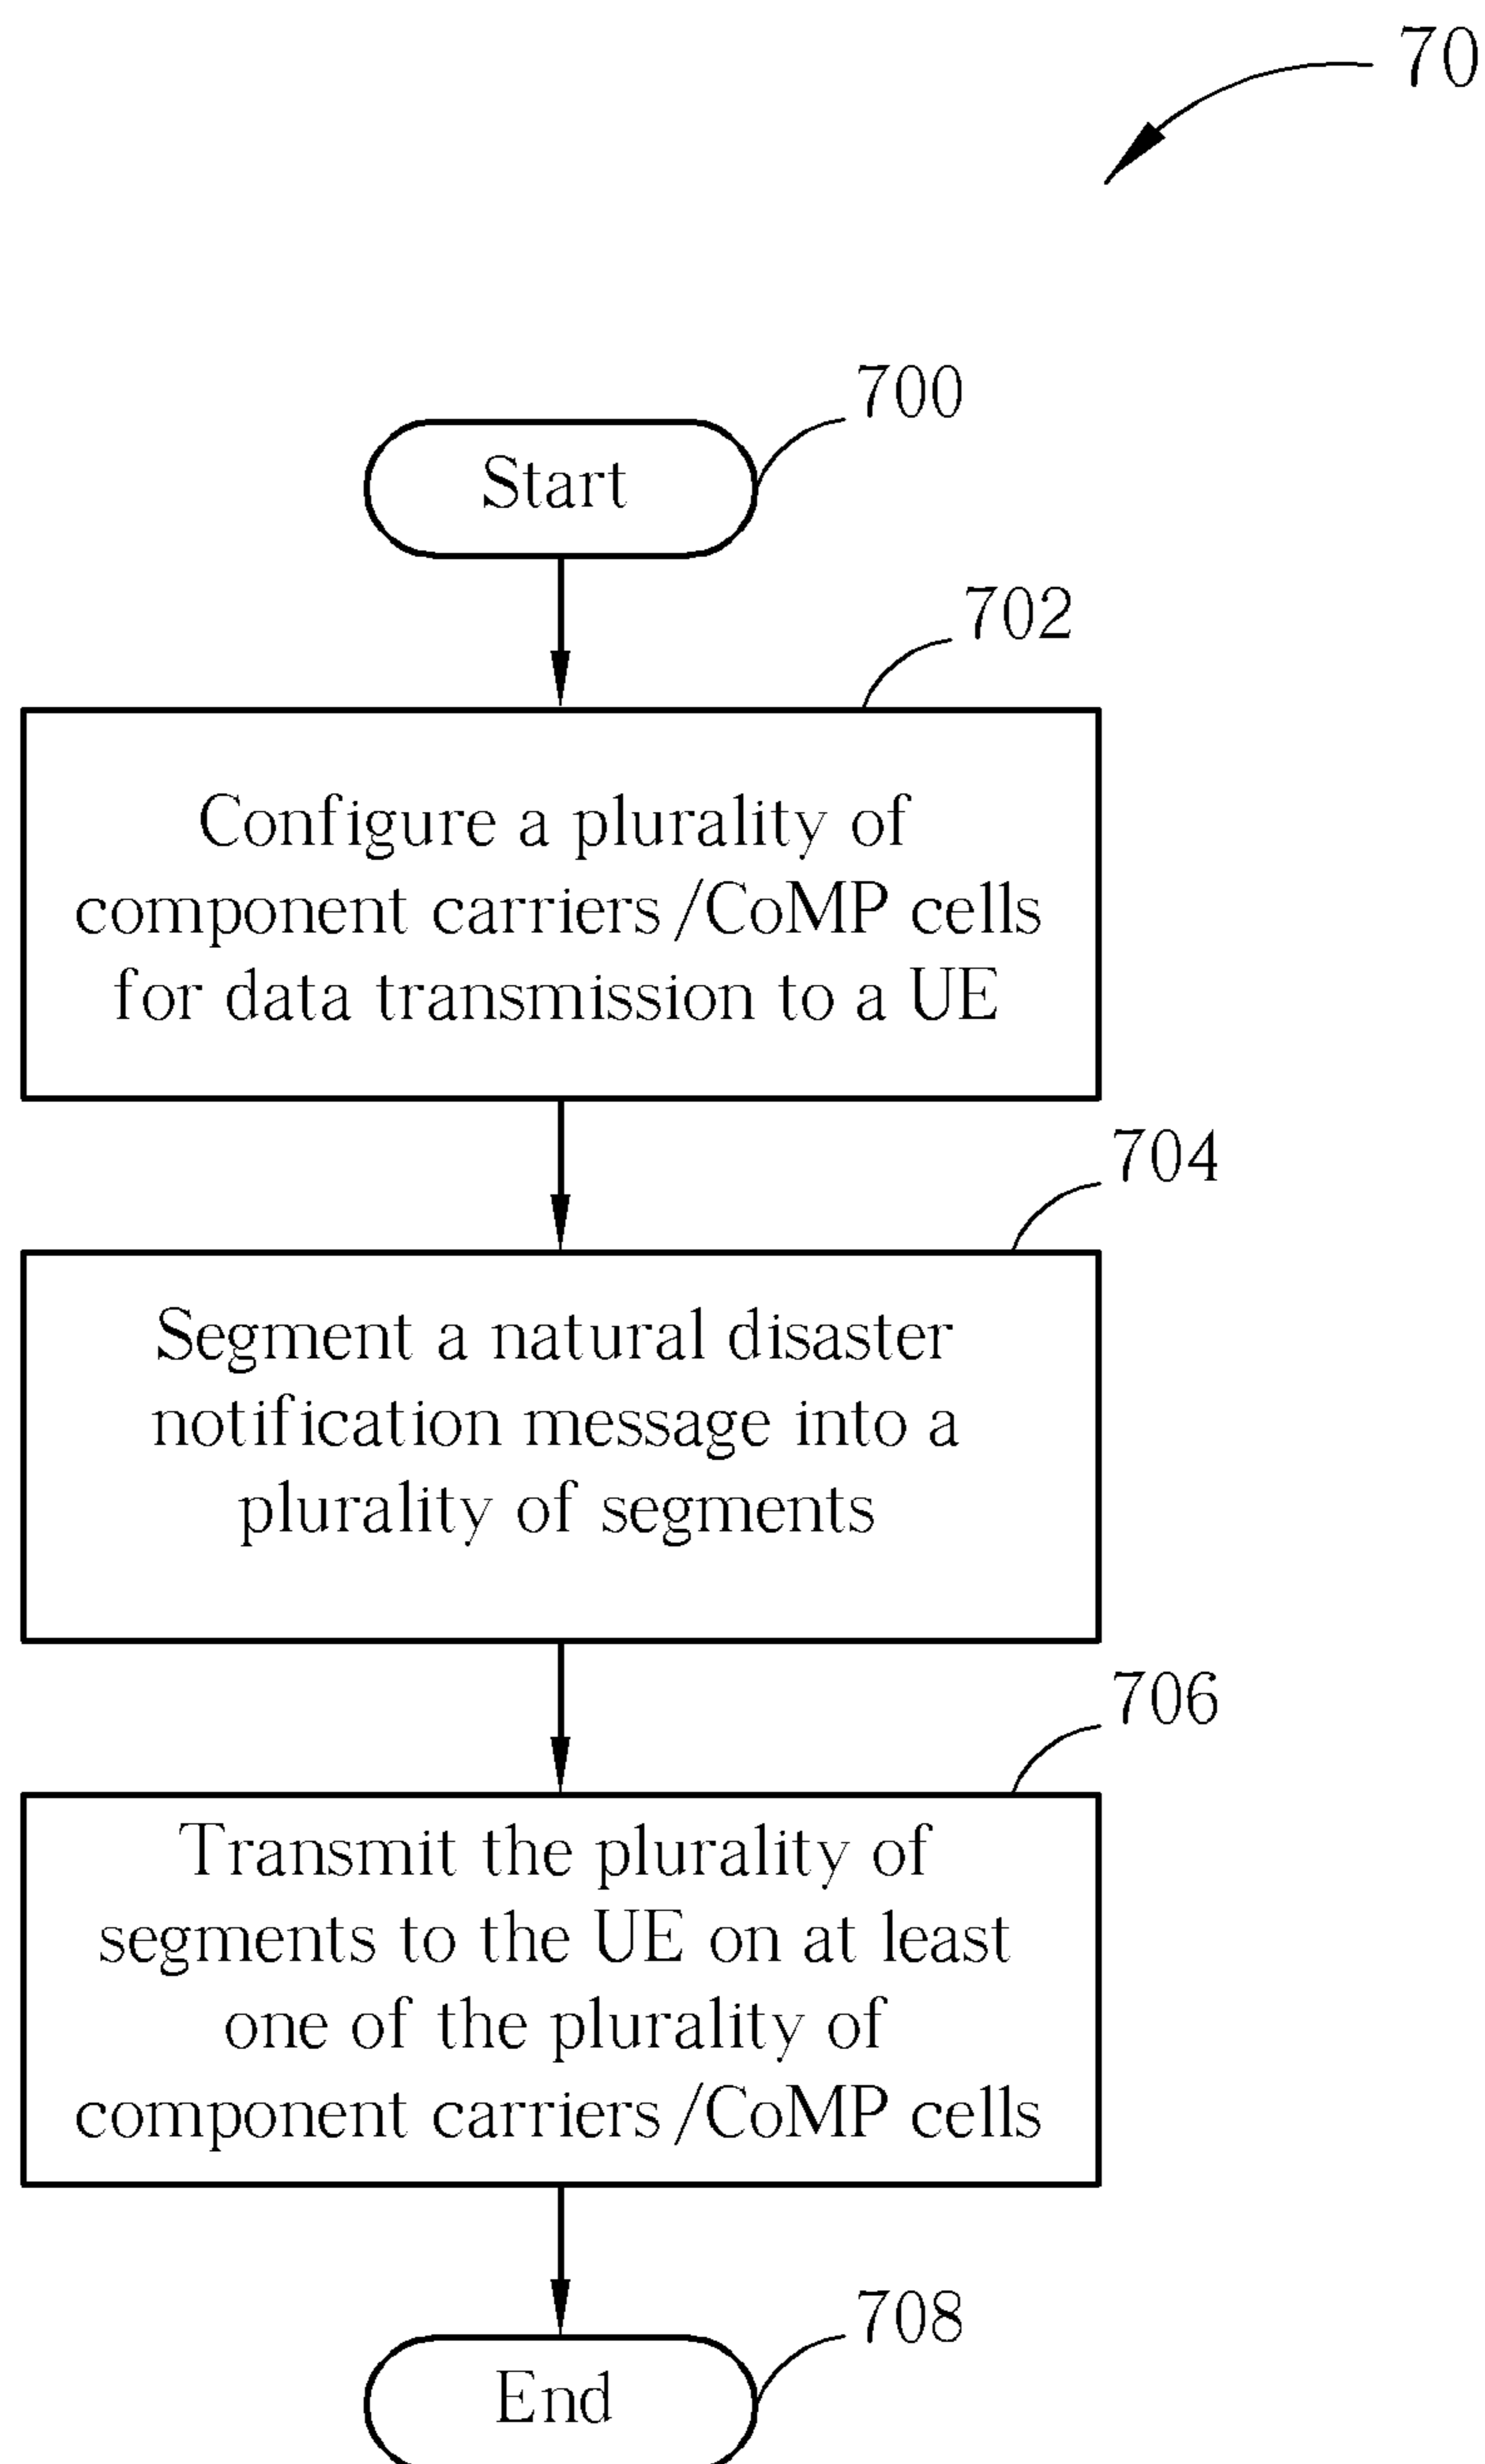 70
700
Start
702
Configure a plurality of
component carriers/CoMP cells
for data transmission to a UE
704
Segment a natural disaster
notification message into a
plurality of segments
706
Transmit the plurality of
segments to the UE on at least
one of the plurality of
component carriers/CoMP cells
708
End